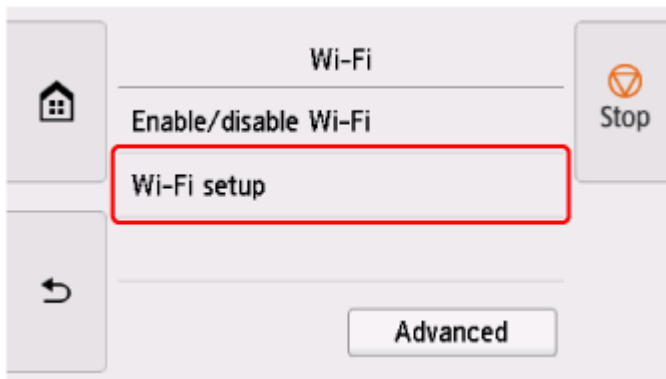 Wi-Fi
Enable/disable Wi-Fi
Stop
Wi-Fi setup
Advanced